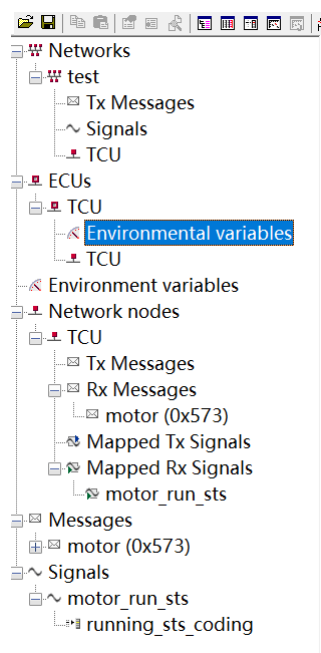 Networks
test
Tx Messages
Signals
TCU
ECUs
TCU
Environmental variables
TCU
Environment variables
Network nodes
TCU
Tx Messages
Rx Messages
motor (0x573)
Mapped Tx Signals
Mapped Rx Signals
motor_run_sts
Messages
motor (0x573)
Signals
motor_run_sts
running_sts_coding